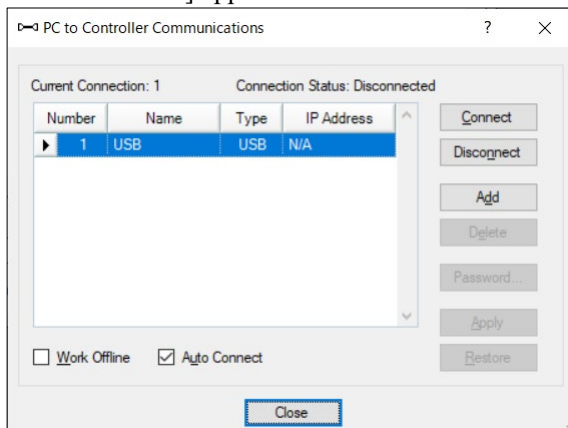 PC to Controller Communications
Current Connection: 1 Connection Status: Disconnected
Number Name Type IP Address
1 USB USB N/A
Connect
Disconnect
Add
Delete
Password...
Apply
Restore
Work Offline Auto Connect
Close